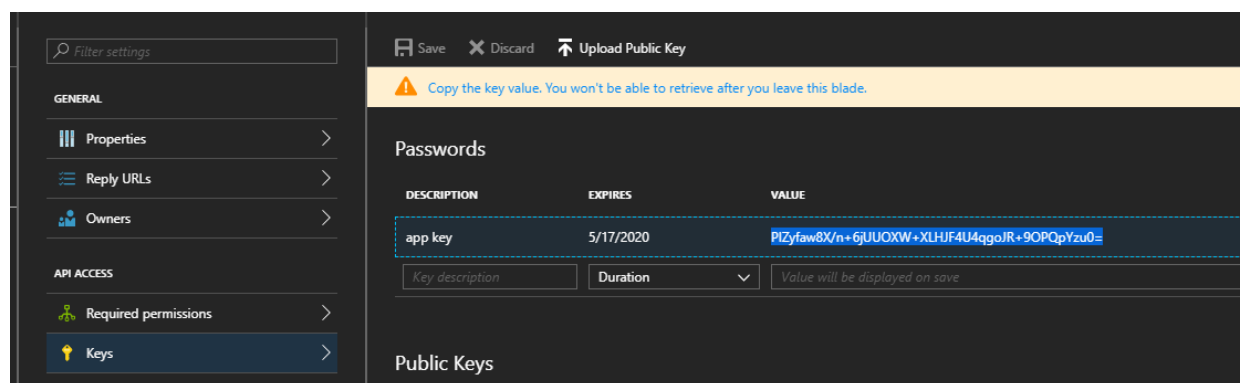 Filter settings
GENERAL
Properties
Reply URLs
Owners
API ACCESS
Required permissions
Keys
Save Discard Upload Public Key
Copy the key value. You won't be able to retrieve after you leave this blade.
Passwords
DESCRIPTION EXPIRES VALUE
app key 5/17/2020 PIZyfaw8X/n+6jUUOXW+XLHJF4U4qgoJR+9OPQpYzu0=
Key description Duration Value will be displayed on save
Public Keys